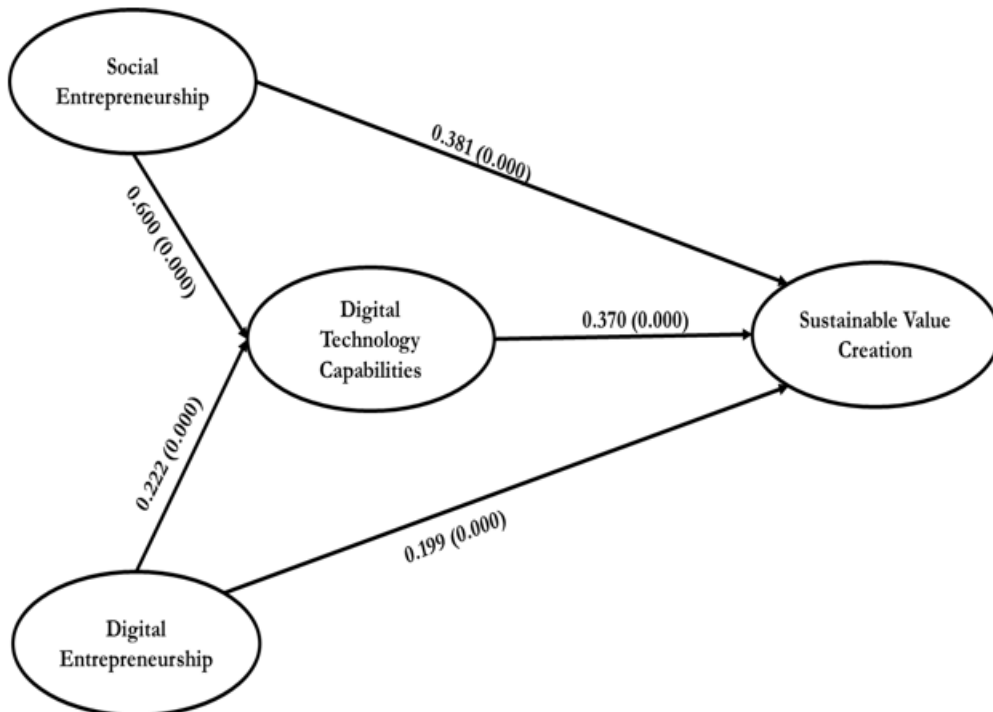 Social
Entrepreneurship
0.381 (0.000)
0.600 (0.000)
Digital
Technology
Capabilities
0.370 (0.000)
Sustainable Value
Creation
0.222 (0.000)
0.199 (0.000)
Digital
Entrepreneurship